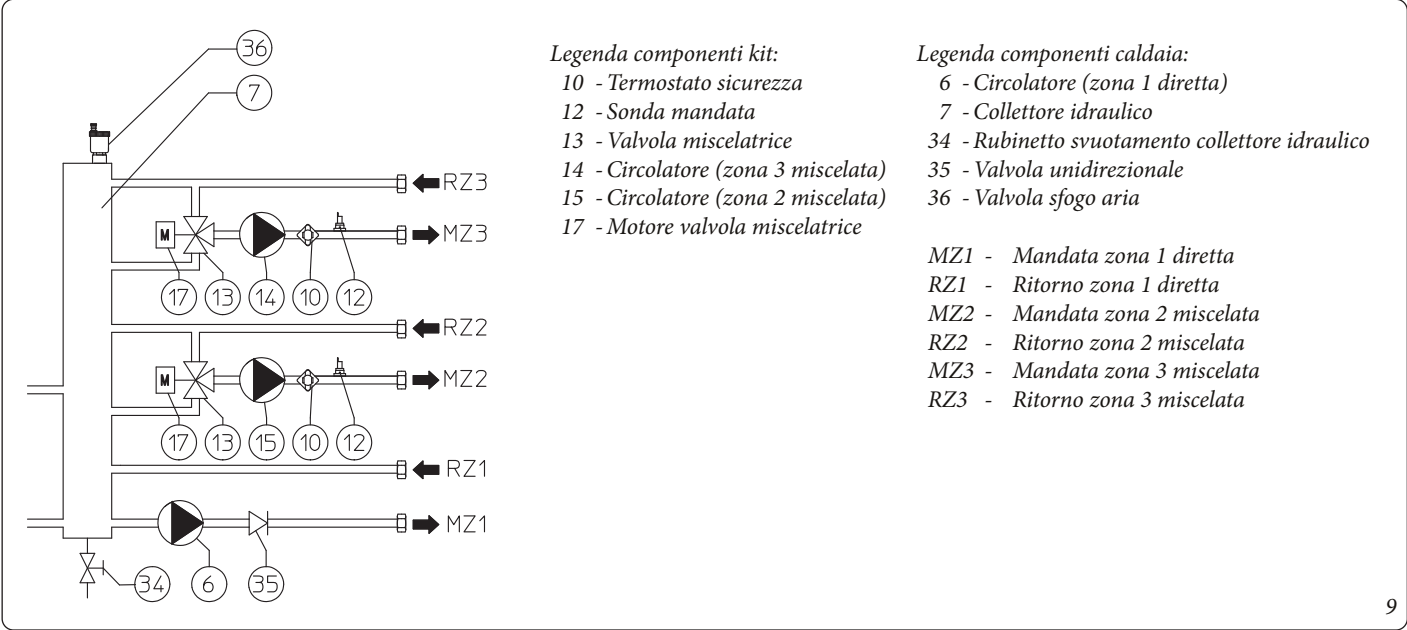 36
7
RZ3
M
MZ3
17
13
14
10
12
RZ2
M
MZ2
17
13
15
10
12
RZ1
MZ1
34
6
35
Legenda componenti kit:
10 - Termostato sicurezza
12 - Sonda mandata
13 - Valvola miscelatrice
14 - Circolatore (zona 3 miscelata)
15 - Circolatore (zona 2 miscelata)
17 - Motore valvola miscelatrice
Legenda componenti caldaia:
6 - Circolatore (zona 1 diretta)
7 - Collettore idraulico
34 - Rubinetto svuotamento collettore idraulico
35 - Valvola unidirezionale
36 - Valvola sfogo aria
MZ1 - Mandata zona 1 diretta
RZ1 - Ritorno zona 1 diretta
MZ2 - Mandata zona 2 miscelata
RZ2 - Ritorno zona 2 miscelata
MZ3 - Mandata zona 3 miscelata
RZ3 - Ritorno zona 3 miscelata
9